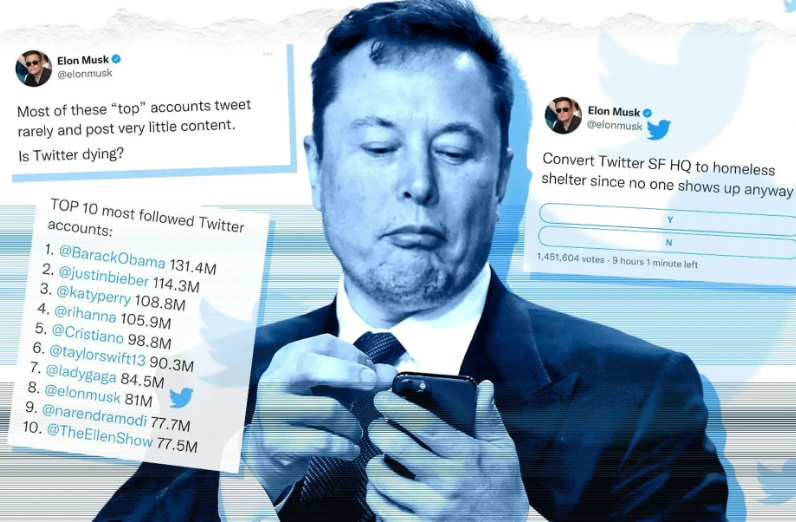 Elon Musk
@elonmusk
Most of these “top” accounts tweet
rarely and post very little content.
Is Twitter dying?
TOP 10 most followed Twitter
accounts:
1. @BarackObama 131.4M
2. @justinbieber 114.3M
3. @katyperry 108.8M
4. @rihanna 105.9M
5. @Cristiano 98.8M
6. @taylorswift13 90.3M
7. @ladygaga 84.5M
8. @elonmusk 81M
9. @narendramodi 77.7M
10. @TheEllenShow 77.5M
Elon Musk
@elonmusk
Convert Twitter SF HQ to homeless
shelter since no one shows up anyway
Y
N
1,451,604 votes · 9 hours 1 minute left